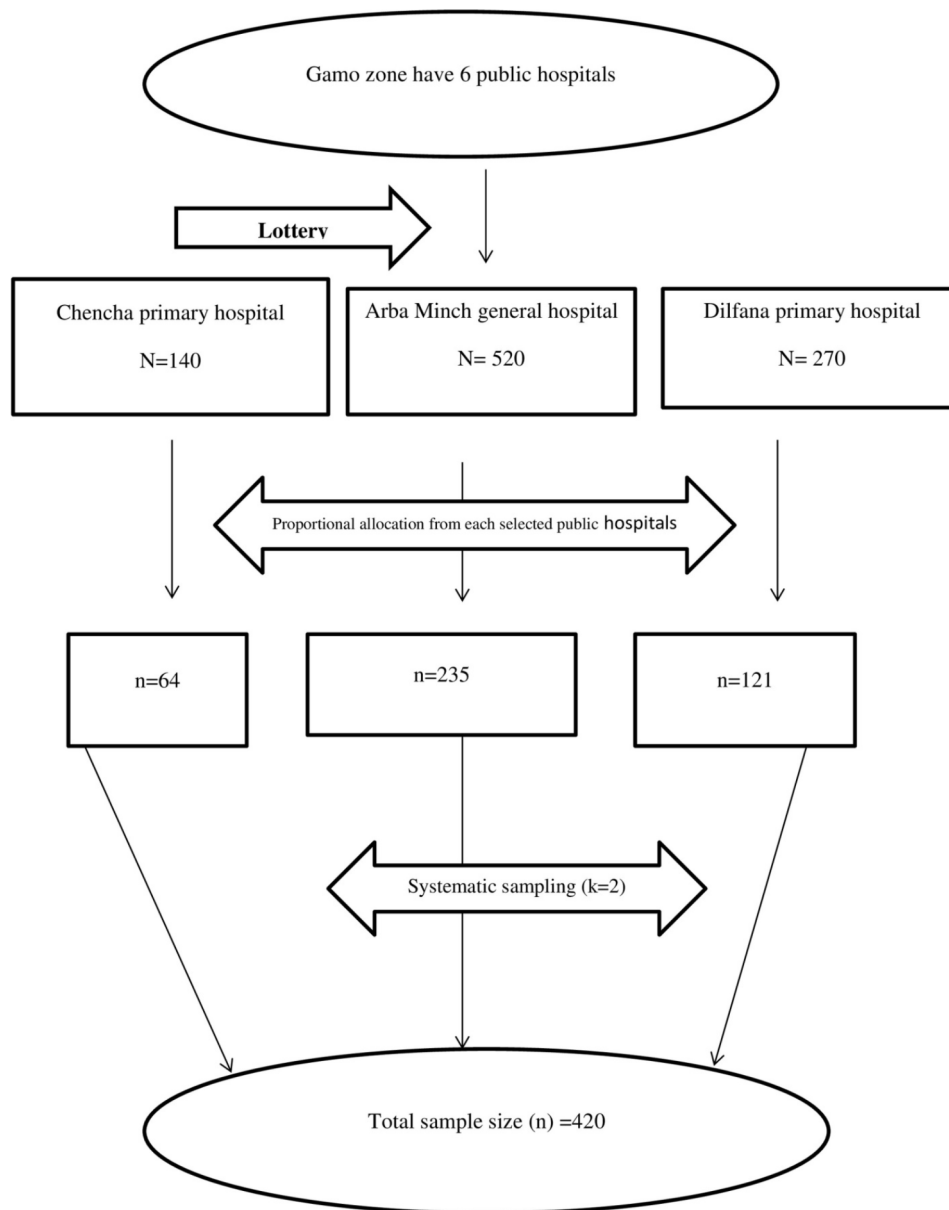 Gamo zone have 6 public hospitals
Lottery
Chencha primary hospital
N=140
Arba Minch general hospital
N= 520
Dilfana primary hospital
N= 270
Proportional allocation from each selected public hospitals
n=64
n=235
n=121
Systematic sampling (k=2)
Total sample size (n) =420